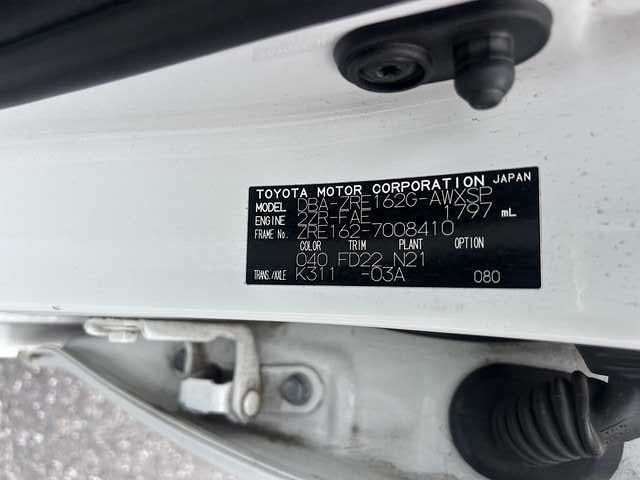 TOYOTA MOTOR CORPORATION JAPAN
MODEL DBA-ZRE162G-AWXSP
ENGINE 2ZR-FAE 1797 mL
FRAME No. ZRE162-7008410
COLOR TRIM PLANT OPTION
040 FD22 N21
TRANS./AXLE K311 -03A 080